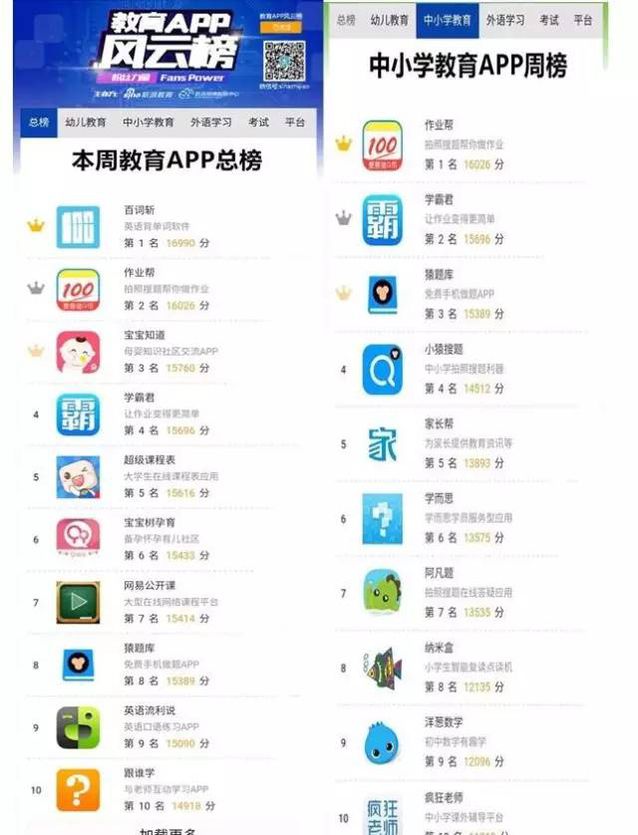 教育APP
风云榜
粉丝力量 Fans Power
教育APP风云榜
主办方
sina 新浪教育
总榜 幼儿教育 中小学教育 外语学习 考试 平台
本周教育APP总榜
百词斩
英语背单词软件
第 1 名 16990 分
100
作业帮
拍照搜题帮你做作业
第 2 名 16026 分
宝宝知道
母婴知识社区交流APP
第 3 名 15760 分
4
霸
学霸君
让作业变得更简单
第 4 名 15696 分
5
超级课程表
大学生在线课程表应用
第 5 名 15616 分
6
宝宝树孕育
备孕怀孕育儿社区
第 6 名 15433 分
7
网易公开课
大型在线网络课程平台
第 7 名 15414 分
8
猿题库
免费手机做题APP
第 8 名 15389 分
9
英语流利说
英语口语练习APP
第 9 名 15090 分
10
?
跟谁学
与老师互动学习APP
第 10 名 14918 分
加载更多
总榜 幼儿教育 中小学教育 外语学习 考试 平台
中小学教育APP周榜
100
作业帮
拍照搜题帮你做作业
第 1 名 16026 分
霸
学霸君
让作业变得更简单
第 2 名 15696 分
猿题库
免费手机做题APP
第 3 名 15389 分
4
小猿搜题
中小学拍照搜题利器
第 4 名 14512 分
5
家
家长帮
为家长提供教育资讯等
第 5 名 13893 分
6
?
学而思
学而思学员服务型应用
第 6 名 13575 分
7
阿凡题
拍照搜题在线答疑应用
第 7 名 13535 分
8
纳米盒
小学生智能复读点读机
第 8 名 12135 分
9
洋葱数学
初中数学有趣学
第 9 名 12096 分
10
疯狂
老师
疯狂老师
中小学课外辅导平台